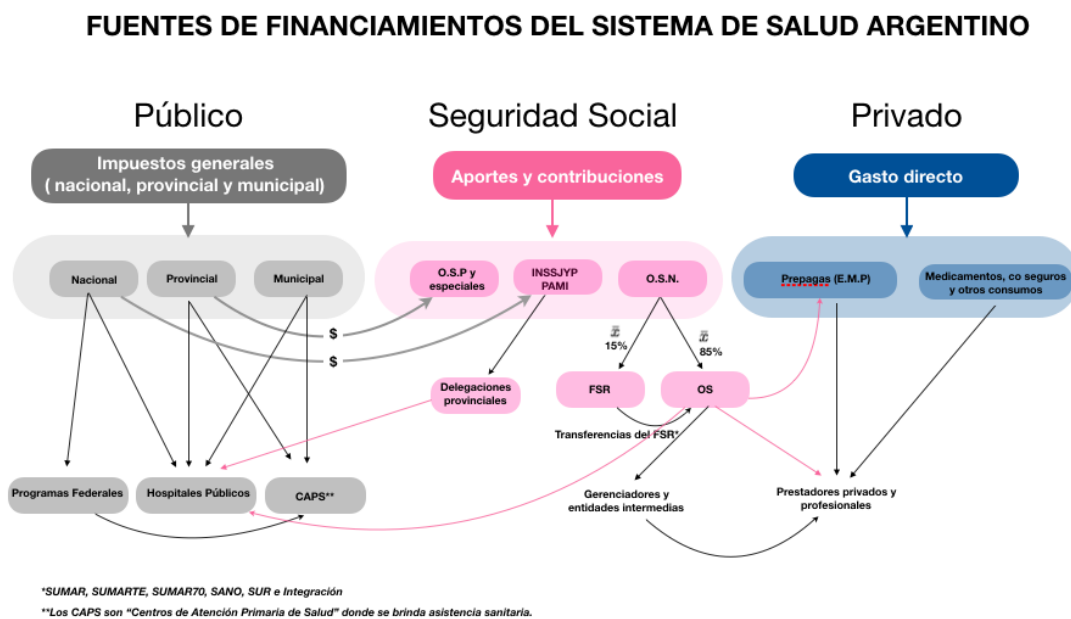 FUENTES DE FINANCIAMIENTOS DEL SISTEMA DE SALUD ARGENTINO
Público
Seguridad Social
Privado
Impuestos generales
( nacional, provincial y municipal)
Aportes y contribuciones
Gasto directo
Nacional
Provincial
Municipal
O.S.P y
especiales
INSSJYP
PAMI
O.S.N.
Prepagas (E.M.P)
Medicamentos, co seguros
y otros consumos
$
$
x̄
15%
x̄
85%
Delegaciones
provinciales
FSR
OS
Transferencias del FSR*
Programas Federales
Hospitales Públicos
CAPS**
Gerenciadores y
entidades intermedias
Prestadores privados y
profesionales
*SUMAR, SUMARTE, SUMAR70, SANO, SUR e Integración
**Los CAPS son “Centros de Atención Primaria de Salud” donde se brinda asistencia sanitaria.